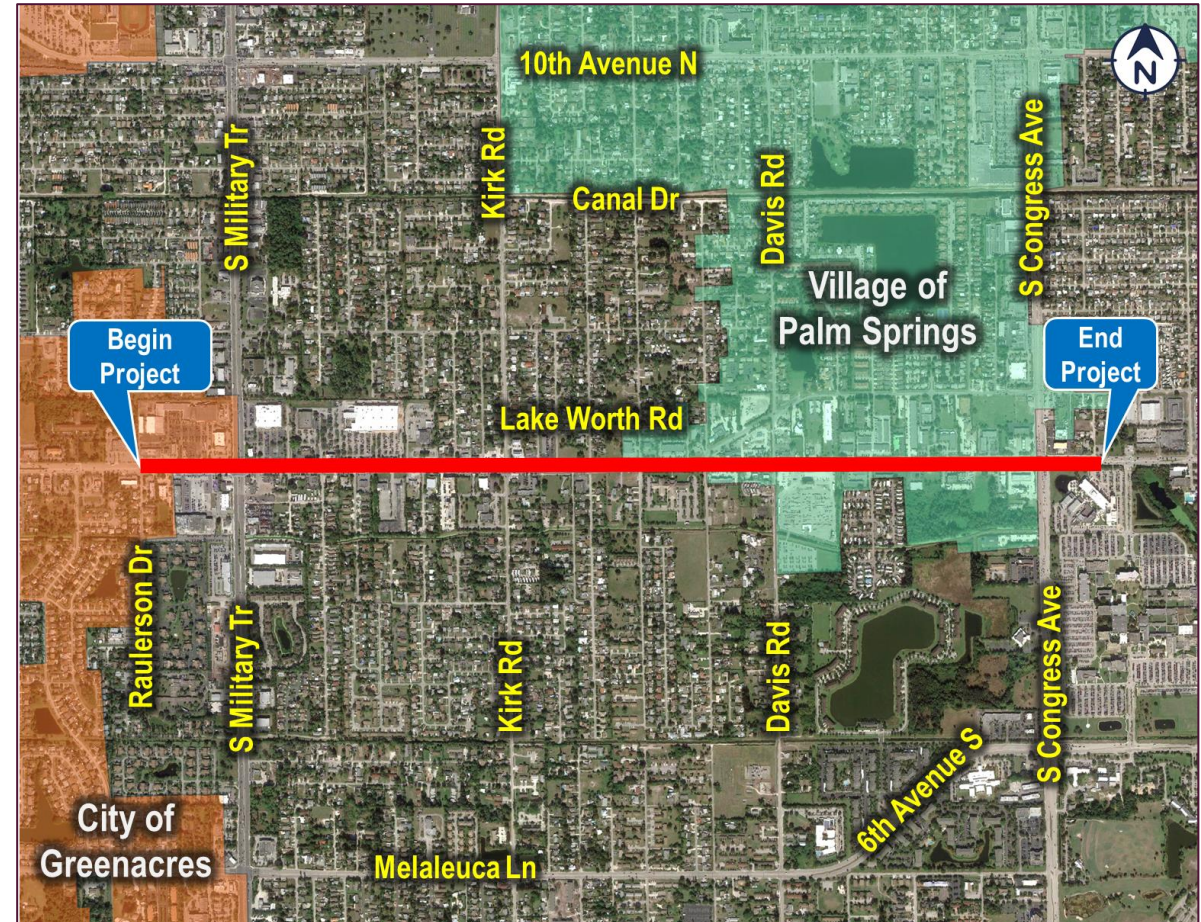 10th Avenue N
N
S Military Tr
Kirk Rd
Canal Dr
Davis Rd
S Congress Ave
Village of
Palm Springs
Begin
Project
End
Project
Lake Worth Rd
Raulerson Dr
S Military Tr
Kirk Rd
Davis Rd
S Congress Ave
6th Avenue S
City of
Greenacres
Melaleuca Ln